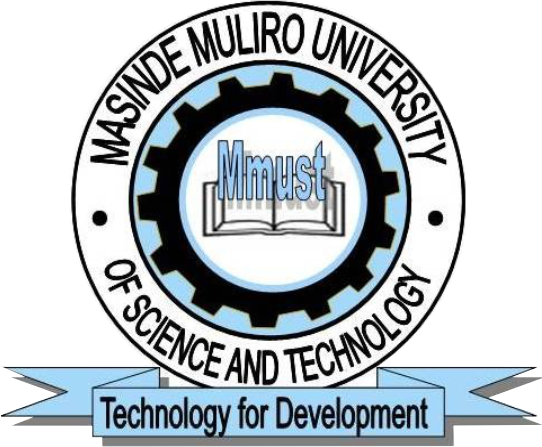 MASINDE MULIRO UNIVERSITY
Mmust
OF SCIENCE AND TECHNOLOGY
Technology for Development